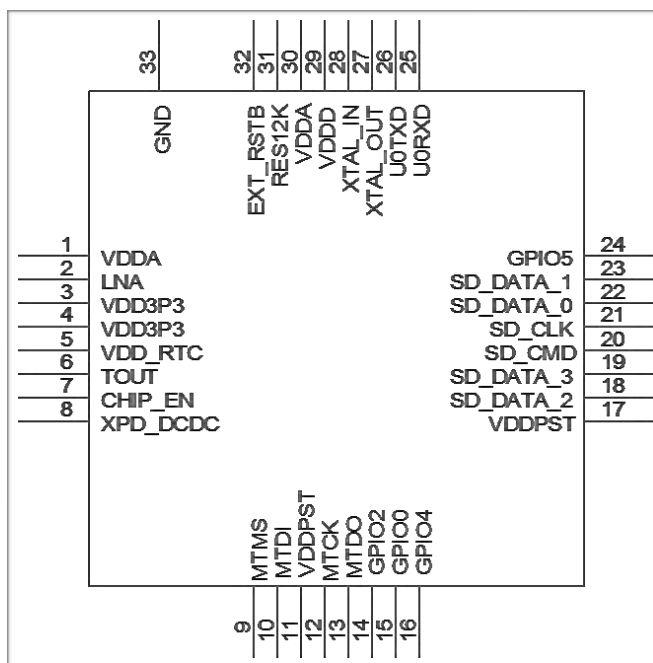 33
32
31
30
29
28
27
26
25
GND
EXT_RSTB
RES12K
VDDA
VDDD
XTAL_IN
XTAL_OUT
U0TXD
U0RXD
1 VDDA
2 LNA
3 VDD3P3
4 VDD3P3
5 VDD_RTC
6 TOUT
7 CHIP_EN
8 XPD_DCDC
GPIO5 24
SD_DATA_1 23
SD_DATA_0 22
SD_CLK 21
SD_CMD 20
SD_DATA_3 19
SD_DATA_2 18
VDDPST 17
MTMS
MTDI
VDDPST
MTCK
MTDO
GPIO2
GPIO0
GPIO4
9
10
11
12
13
14
15
16